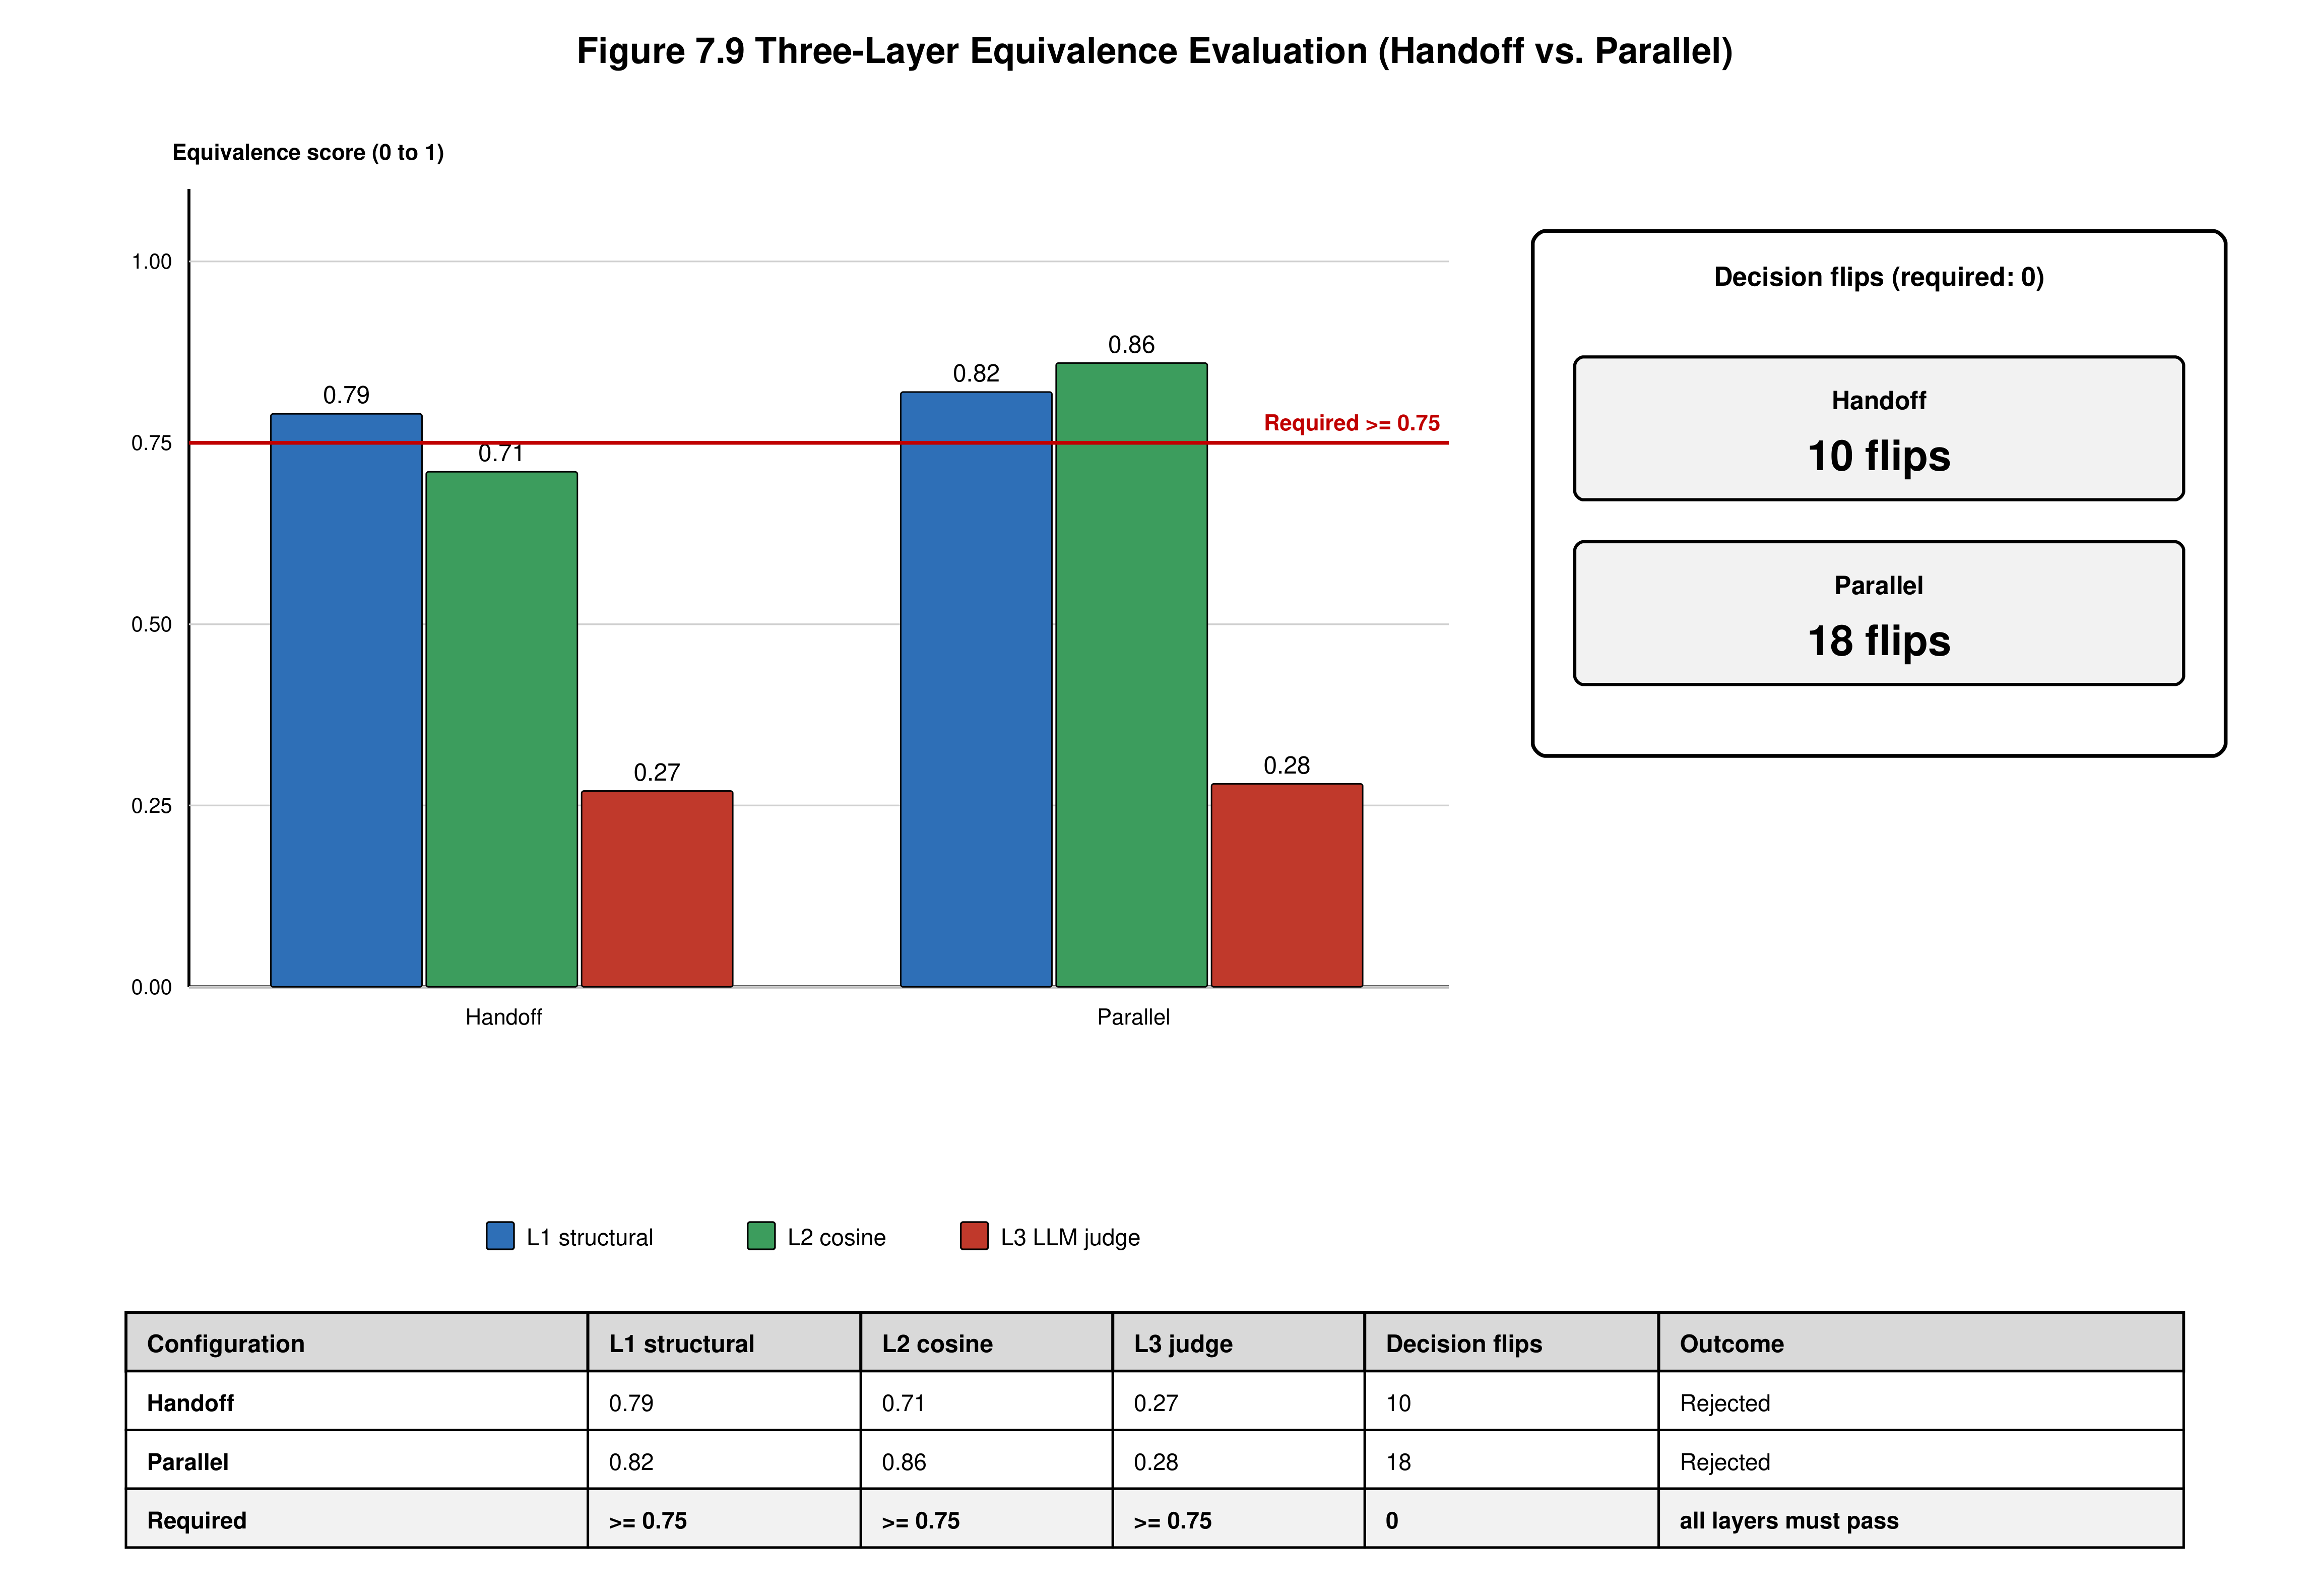 Figure 7.9 Three-Layer Equivalence Evaluation (Handoff vs. Parallel)
Equivalence score (0 to 1)
1.00
0.75
0.50
0.25
0.00
0.79
0.71
0.27
0.82
0.86
0.28
Required >= 0.75
Handoff
Parallel
Decision flips (required: 0)
Handoff
10 flips
Parallel
18 flips
L1 structural
L2 cosine
L3 LLM judge
Configuration L1 structural L2 cosine L3 judge Decision flips Outcome
Handoff 0.79 0.71 0.27 10 Rejected
Parallel 0.82 0.86 0.28 18 Rejected
Required >= 0.75 >= 0.75 >= 0.75 0 all layers must pass